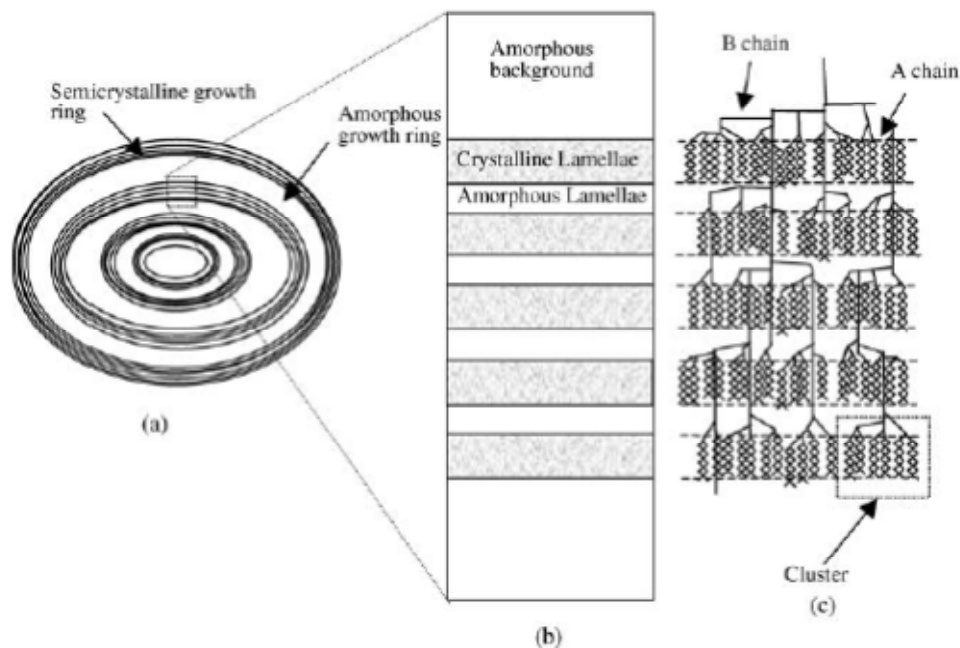 Semicrystalline growth
ring
Amorphous
growth ring
(a)
Amorphous
background
Crystalline Lamellae
Amorphous Lamellae
(b)
B chain
A chain
Cluster
(c)